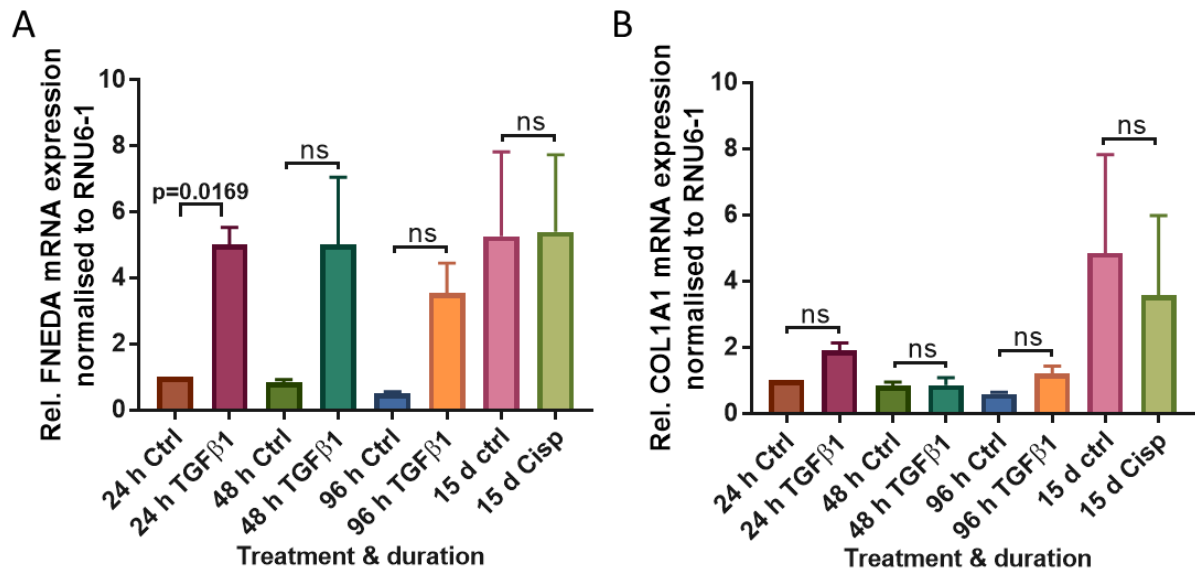 A
Rel. FNEDA mRNA expression
normalised to RNU6-1
10
8
6
4
2
0
p=0.0169
ns
ns
ns
24 h Ctrl
24 h TGFβ1
48 h Ctrl
48 h TGFβ1
96 h Ctrl
96 h TGFβ1
15 d ctrl
15 d Cisp
Treatment & duration
B
Rel. COL1A1 mRNA expression
normalised to RNU6-1
10
8
6
4
2
0
ns
ns
ns
ns
24 h Ctrl
24 h TGFβ1
48 h Ctrl
48 h TGFβ1
96 h Ctrl
96 h TGFβ1
15 d ctrl
15 d Cisp
Treatment & duration